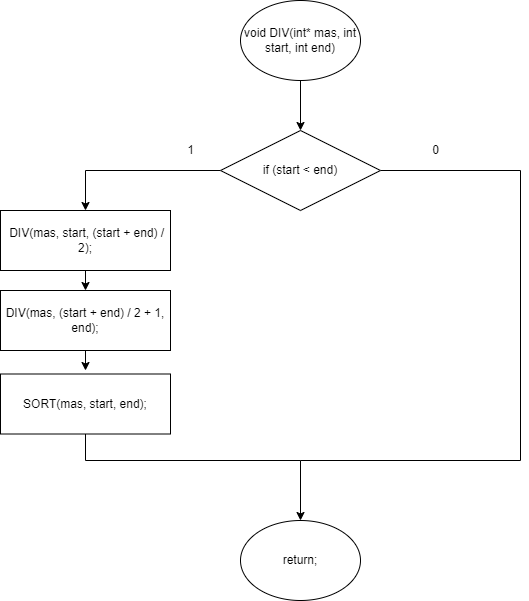 void DIV(int* mas, int
start, int end)
1
0
if (start < end)
DIV(mas, start, (start + end) /
2);
DIV(mas, (start + end) / 2 + 1,
end);
SORT(mas, start, end);
return;